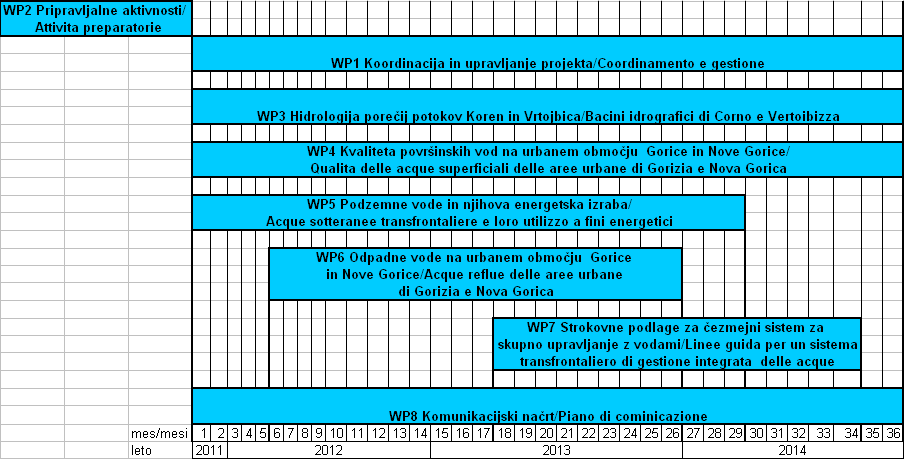 WP2 Pripravljalne aktivnosti/
Attivita preparatorie
WP1 Koordinacija in upravljanje projekta/Coordinamento e gestione
WP3 Hidrologija porečij potokov Koren in Vrtojbica/Bacini idrografici di Corno e Vertoibizza
WP4 Kvaliteta površinskih vod na urbanem območju Gorice in Nove Gorice/
Qualita delle acque superficiali delle aree urbane di Gorizia e Nova Gorica
WP5 Podzemne vode in njihova energetska izraba/
Acque sotteranee transfrontaliere e loro utilizzo a fini energetici
WP6 Odpadne vode na urbanem območju Gorice
in Nove Gorice/Acque reflue delle aree urbane
di Gorizia e Nova Gorica
WP7 Strokovne podlage za čezmejni sistem za
skupno upravljanje z vodami/Linee guida per un sistema
transfrontaliero di gestione integrata delle acque
WP8 Komunikacijski načrt/Piano di cominicazione
mes/mesi 1 2 3 4 5 6 7 8 9 10 11 12 13 14 15 16 17 18 19 20 21 22 23 24 25 26 27 28 29 30 31 32 33 34 35 36
leto 2011 2012 2013 2014